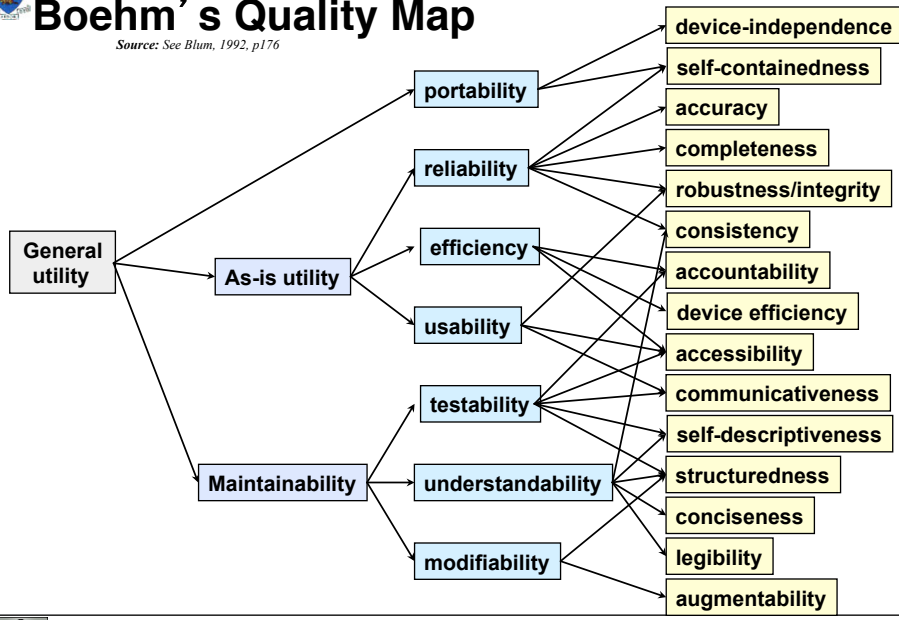 Boehm's Quality Map
Source: See Blum, 1992, p176
General
utility
As-is utility
Maintainability
portability
reliability
efficiency
usability
testability
understandability
modifiability
device-independence
self-containedness
accuracy
completeness
robustness/integrity
consistency
accountability
device efficiency
accessibility
communicativeness
self-descriptiveness
structuredness
conciseness
legibility
augmentability